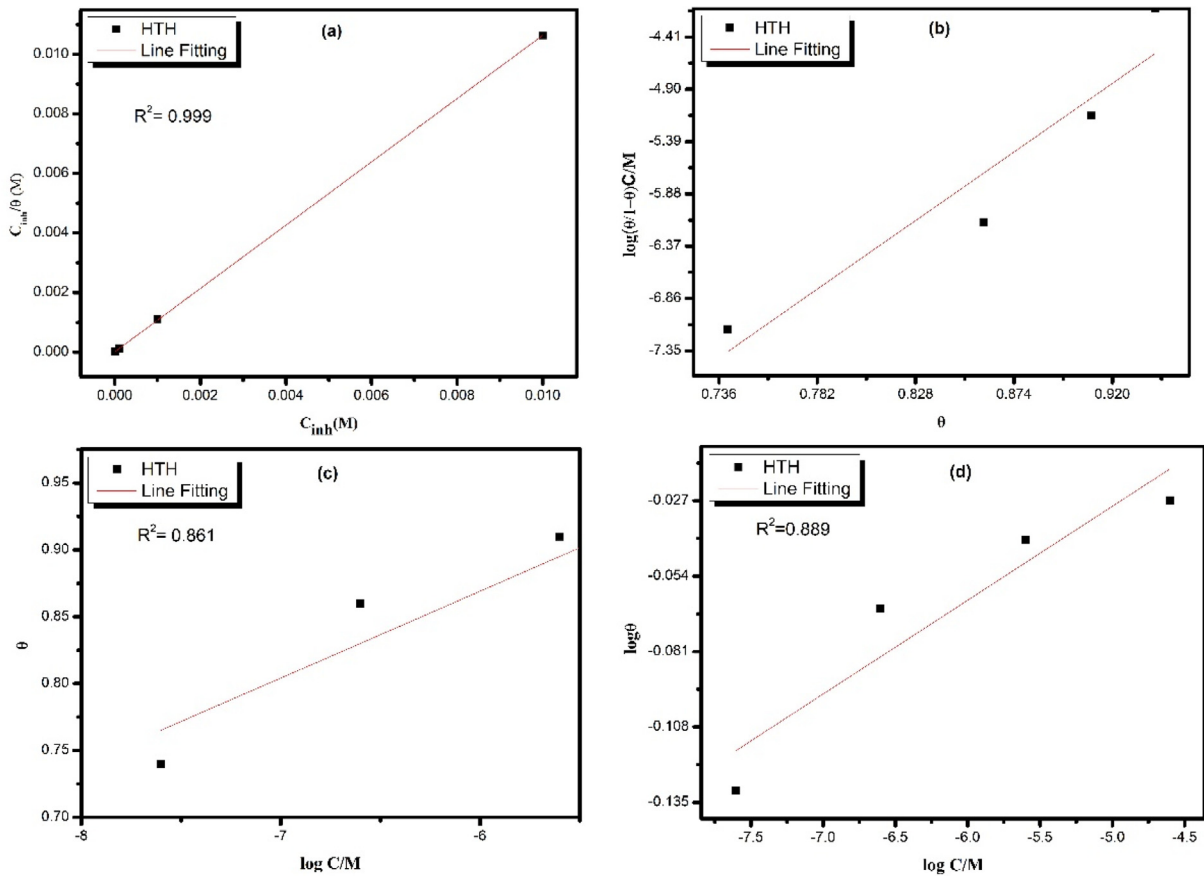 HTH
Line Fitting
(a)
R²= 0.999
0.010
0.008
0.006
0.004
0.002
0.000
C_inh/θ (M)
0.000 0.002 0.004 0.006 0.008 0.010
C_inh(M)
HTH
Line Fitting
(b)
-4.41
-4.90
-5.39
-5.88
-6.37
-6.86
-7.35
log(θ/1−θ)C/M
0.736 0.782 0.828 0.874 0.920
θ
HTH
Line Fitting
(c)
R²= 0.861
0.95
0.90
0.85
0.80
0.75
0.70
θ
-8 -7 -6
log C/M
HTH
Line Fitting
(d)
R²=0.889
-0.027
-0.054
-0.081
-0.108
-0.135
logθ
-7.5 -7.0 -6.5 -6.0 -5.5 -5.0 -4.5
log C/M